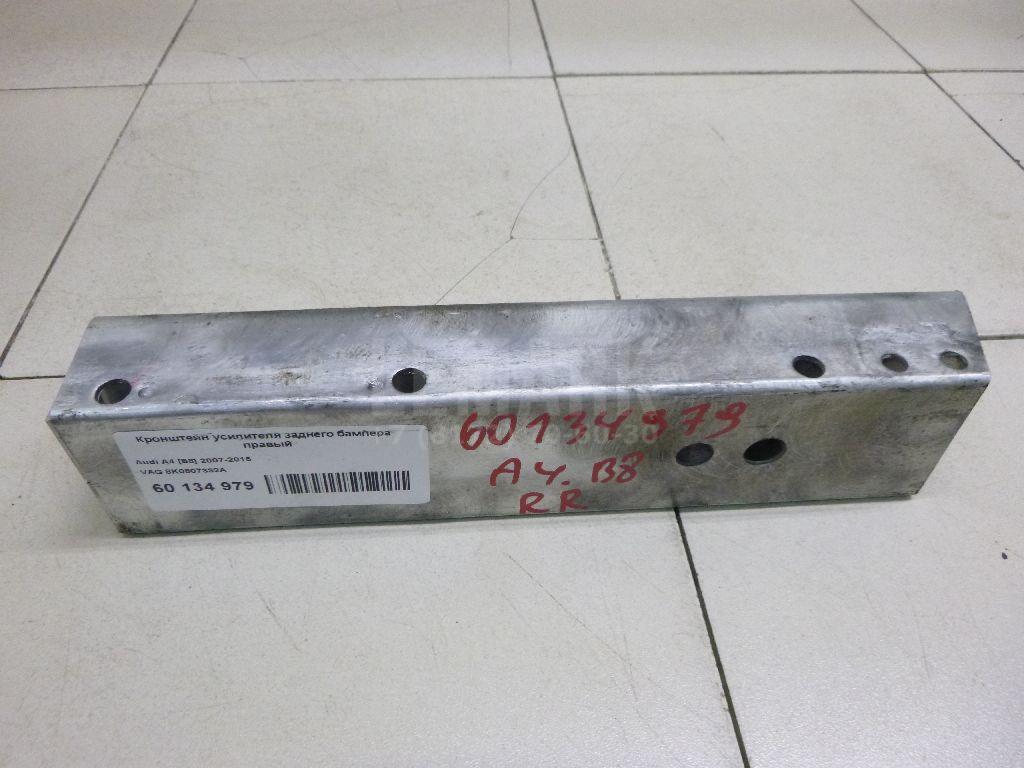 Кронштейн усилителя заднего бампера
правый
Audi A4 [B8] 2007-2015
VAG 8K0807332A
60 134 979
60134979
A4. B8
RR